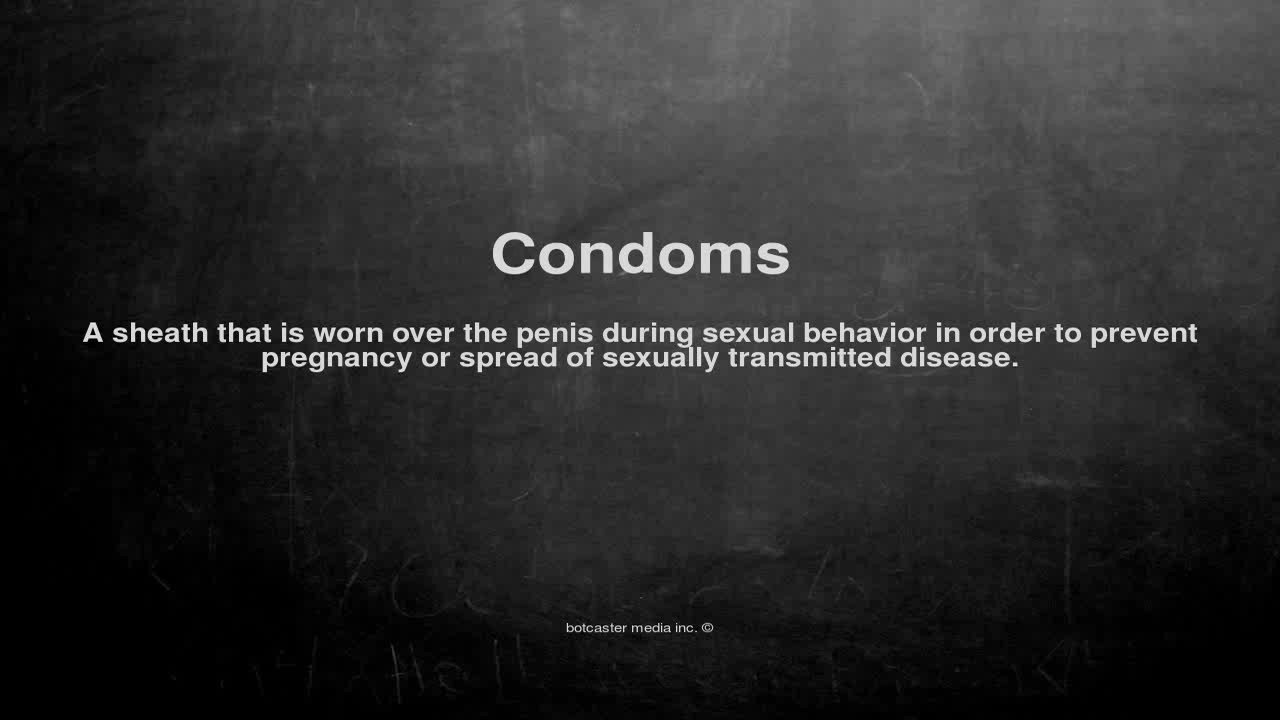 Condoms
A sheath that is worn over the penis during sexual behavior in order to prevent
pregnancy or spread of sexually transmitted disease.
botcaster media inc. ©